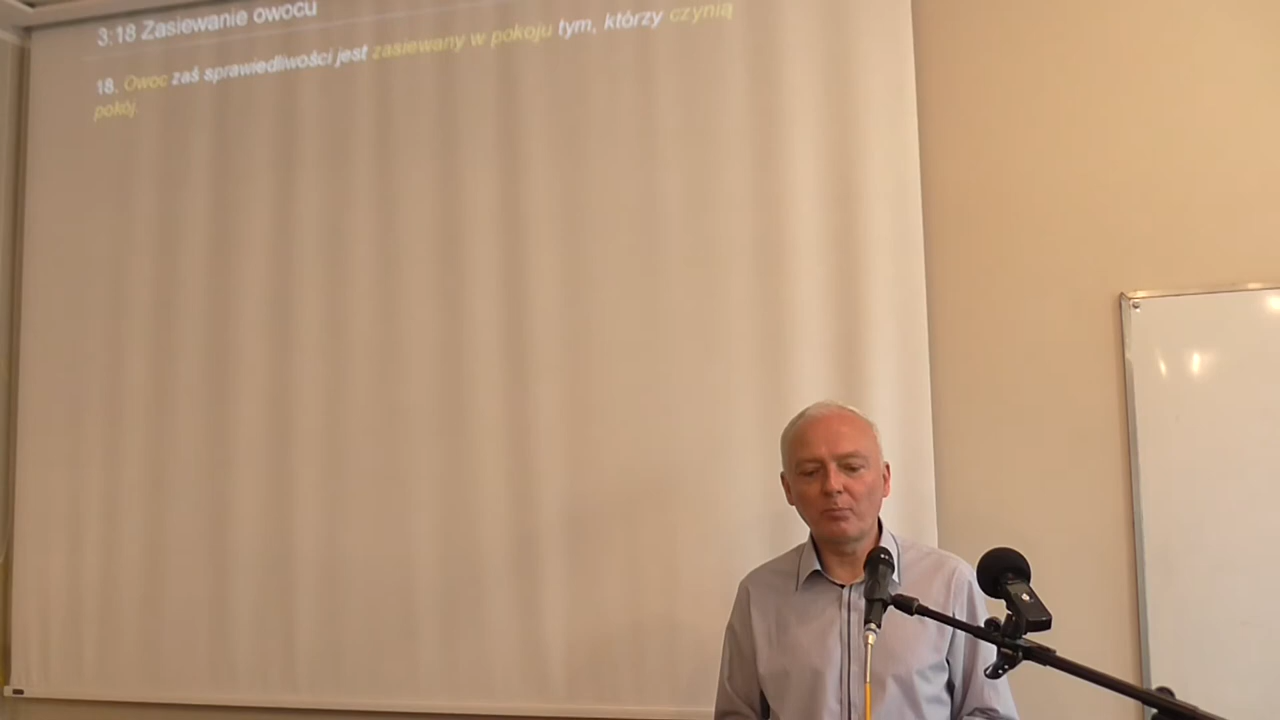 3:18 Zasiewanie owocu
18. Owoc zaś sprawiedliwości jest zasiewany w pokoju tym, którzy czynią
pokój.